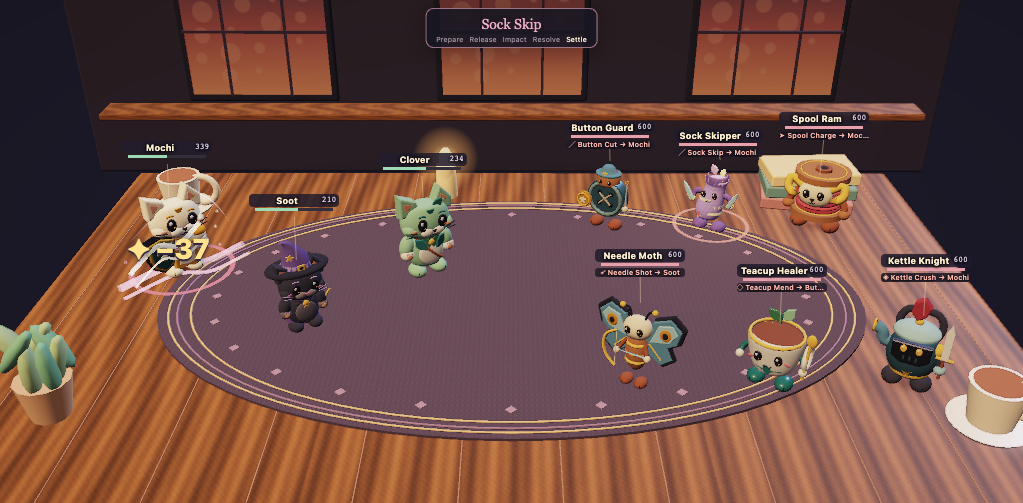 Sock Skip
Prepare Release Impact Resolve Settle
Mochi 339
Soot 210
Clover 234
Button Guard 600
Button Cut → Mochi
Sock Skipper 600
Sock Skip → Mochi
Spool Ram 600
Spool Charge → Moc...
Needle Moth 600
Needle Shot → Soot
Teacup Healer 600
Teacup Mend → But...
Kettle Knight 600
Kettle Crush → Mochi
-37